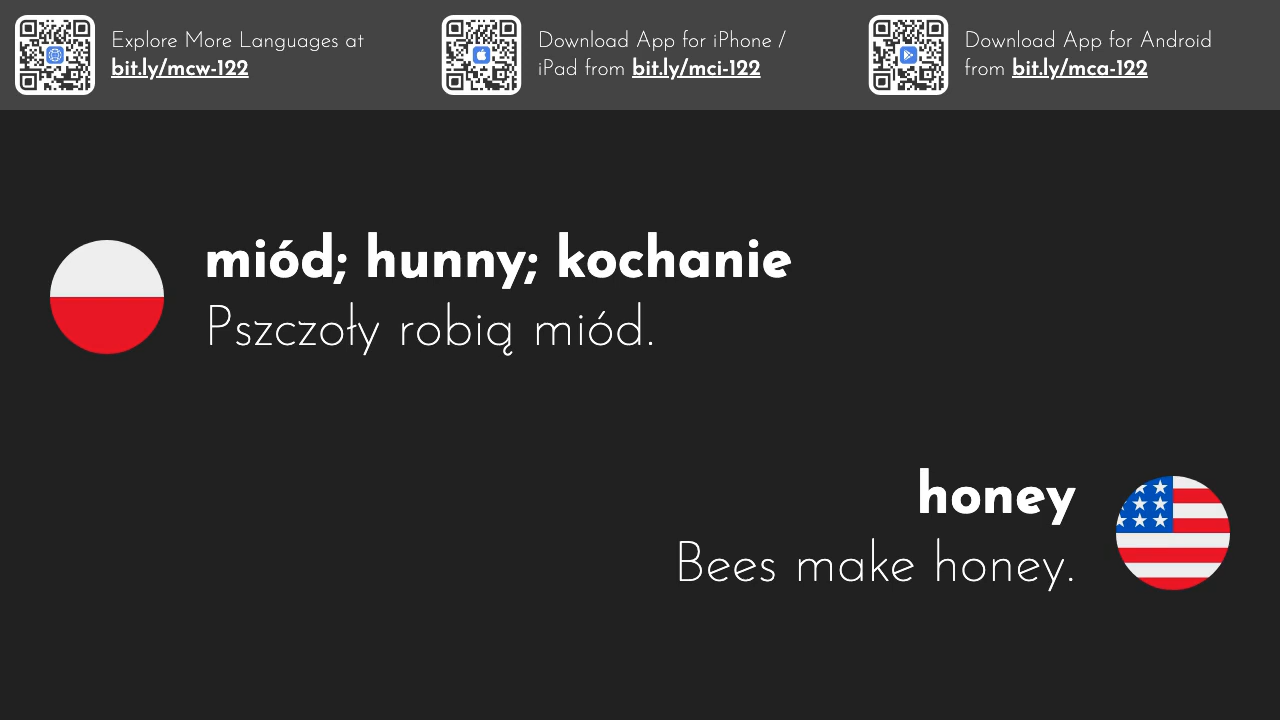 Explore More Languages at
bit.ly/mcw-122
Download App for iPhone /
iPad from bit.ly/mci-122
Download App for Android
from bit.ly/mca-122
miód; hunny; kochanie
Pszczoły robią miód.
honey
Bees make honey.